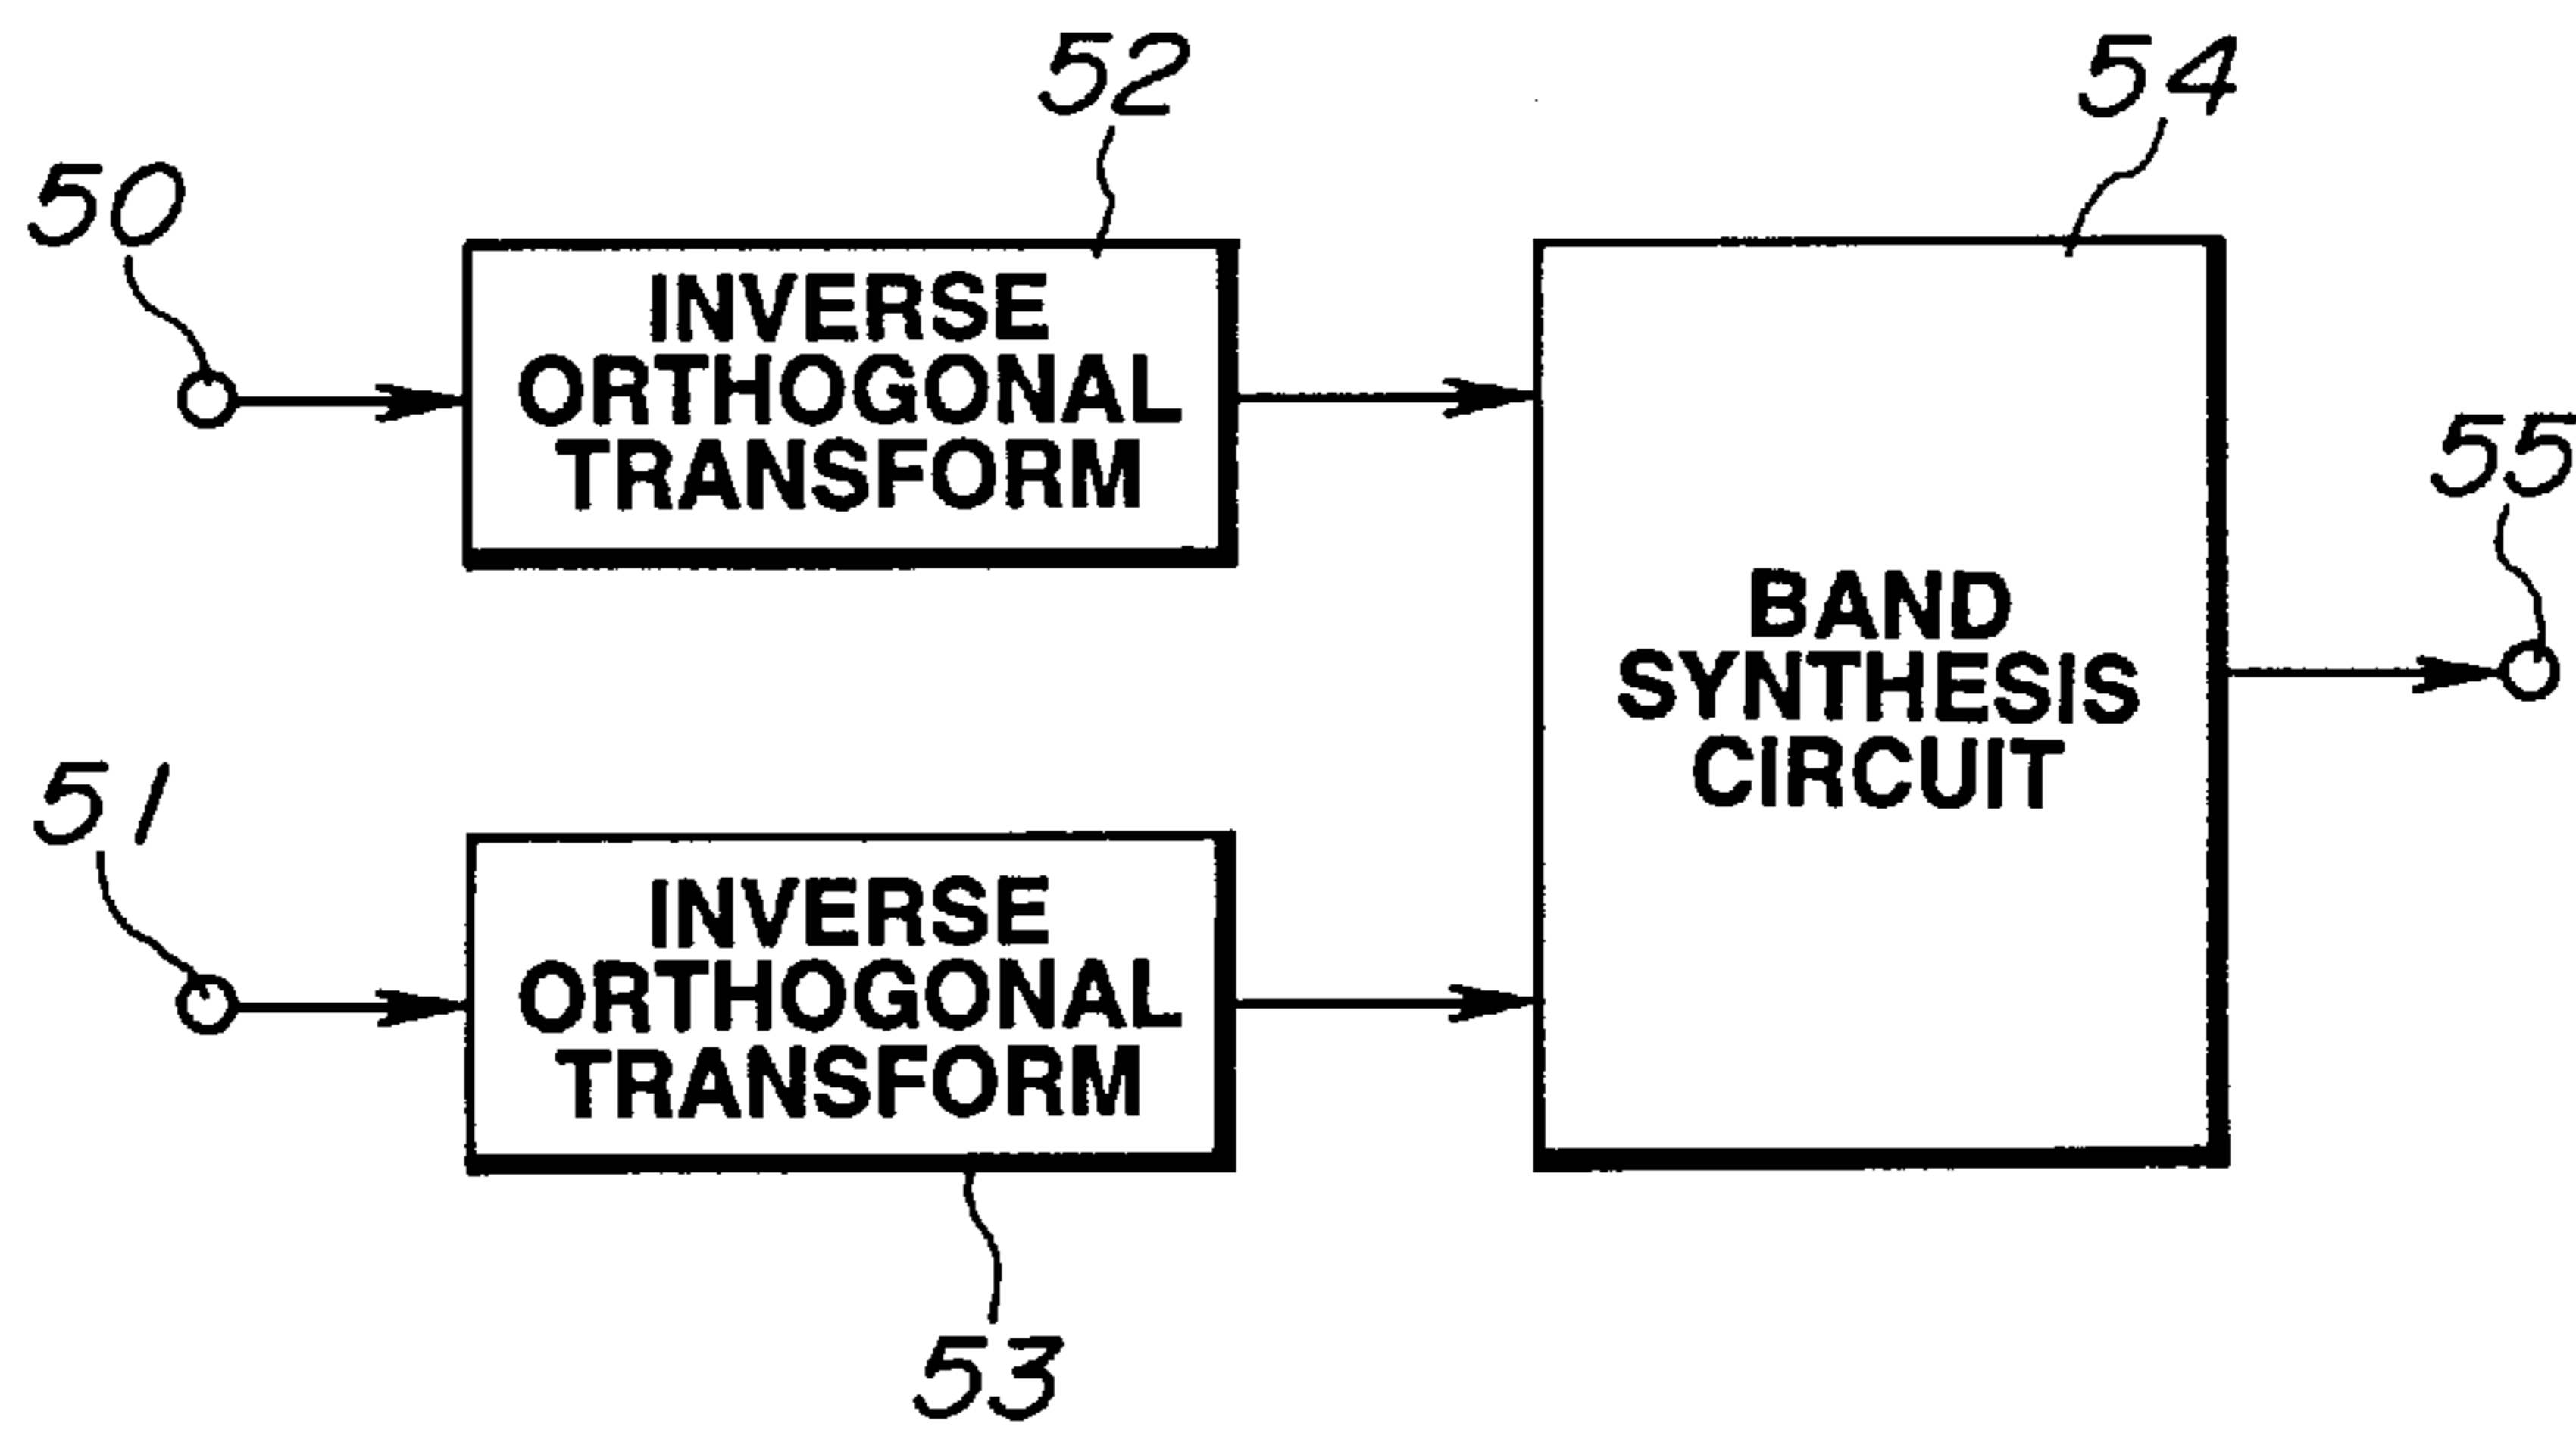 52
54
50
INVERSE
ORTHOGONAL
TRANSFORM
55
BAND
SYNTHESIS
CIRCUIT
51
INVERSE
ORTHOGONAL
TRANSFORM
53